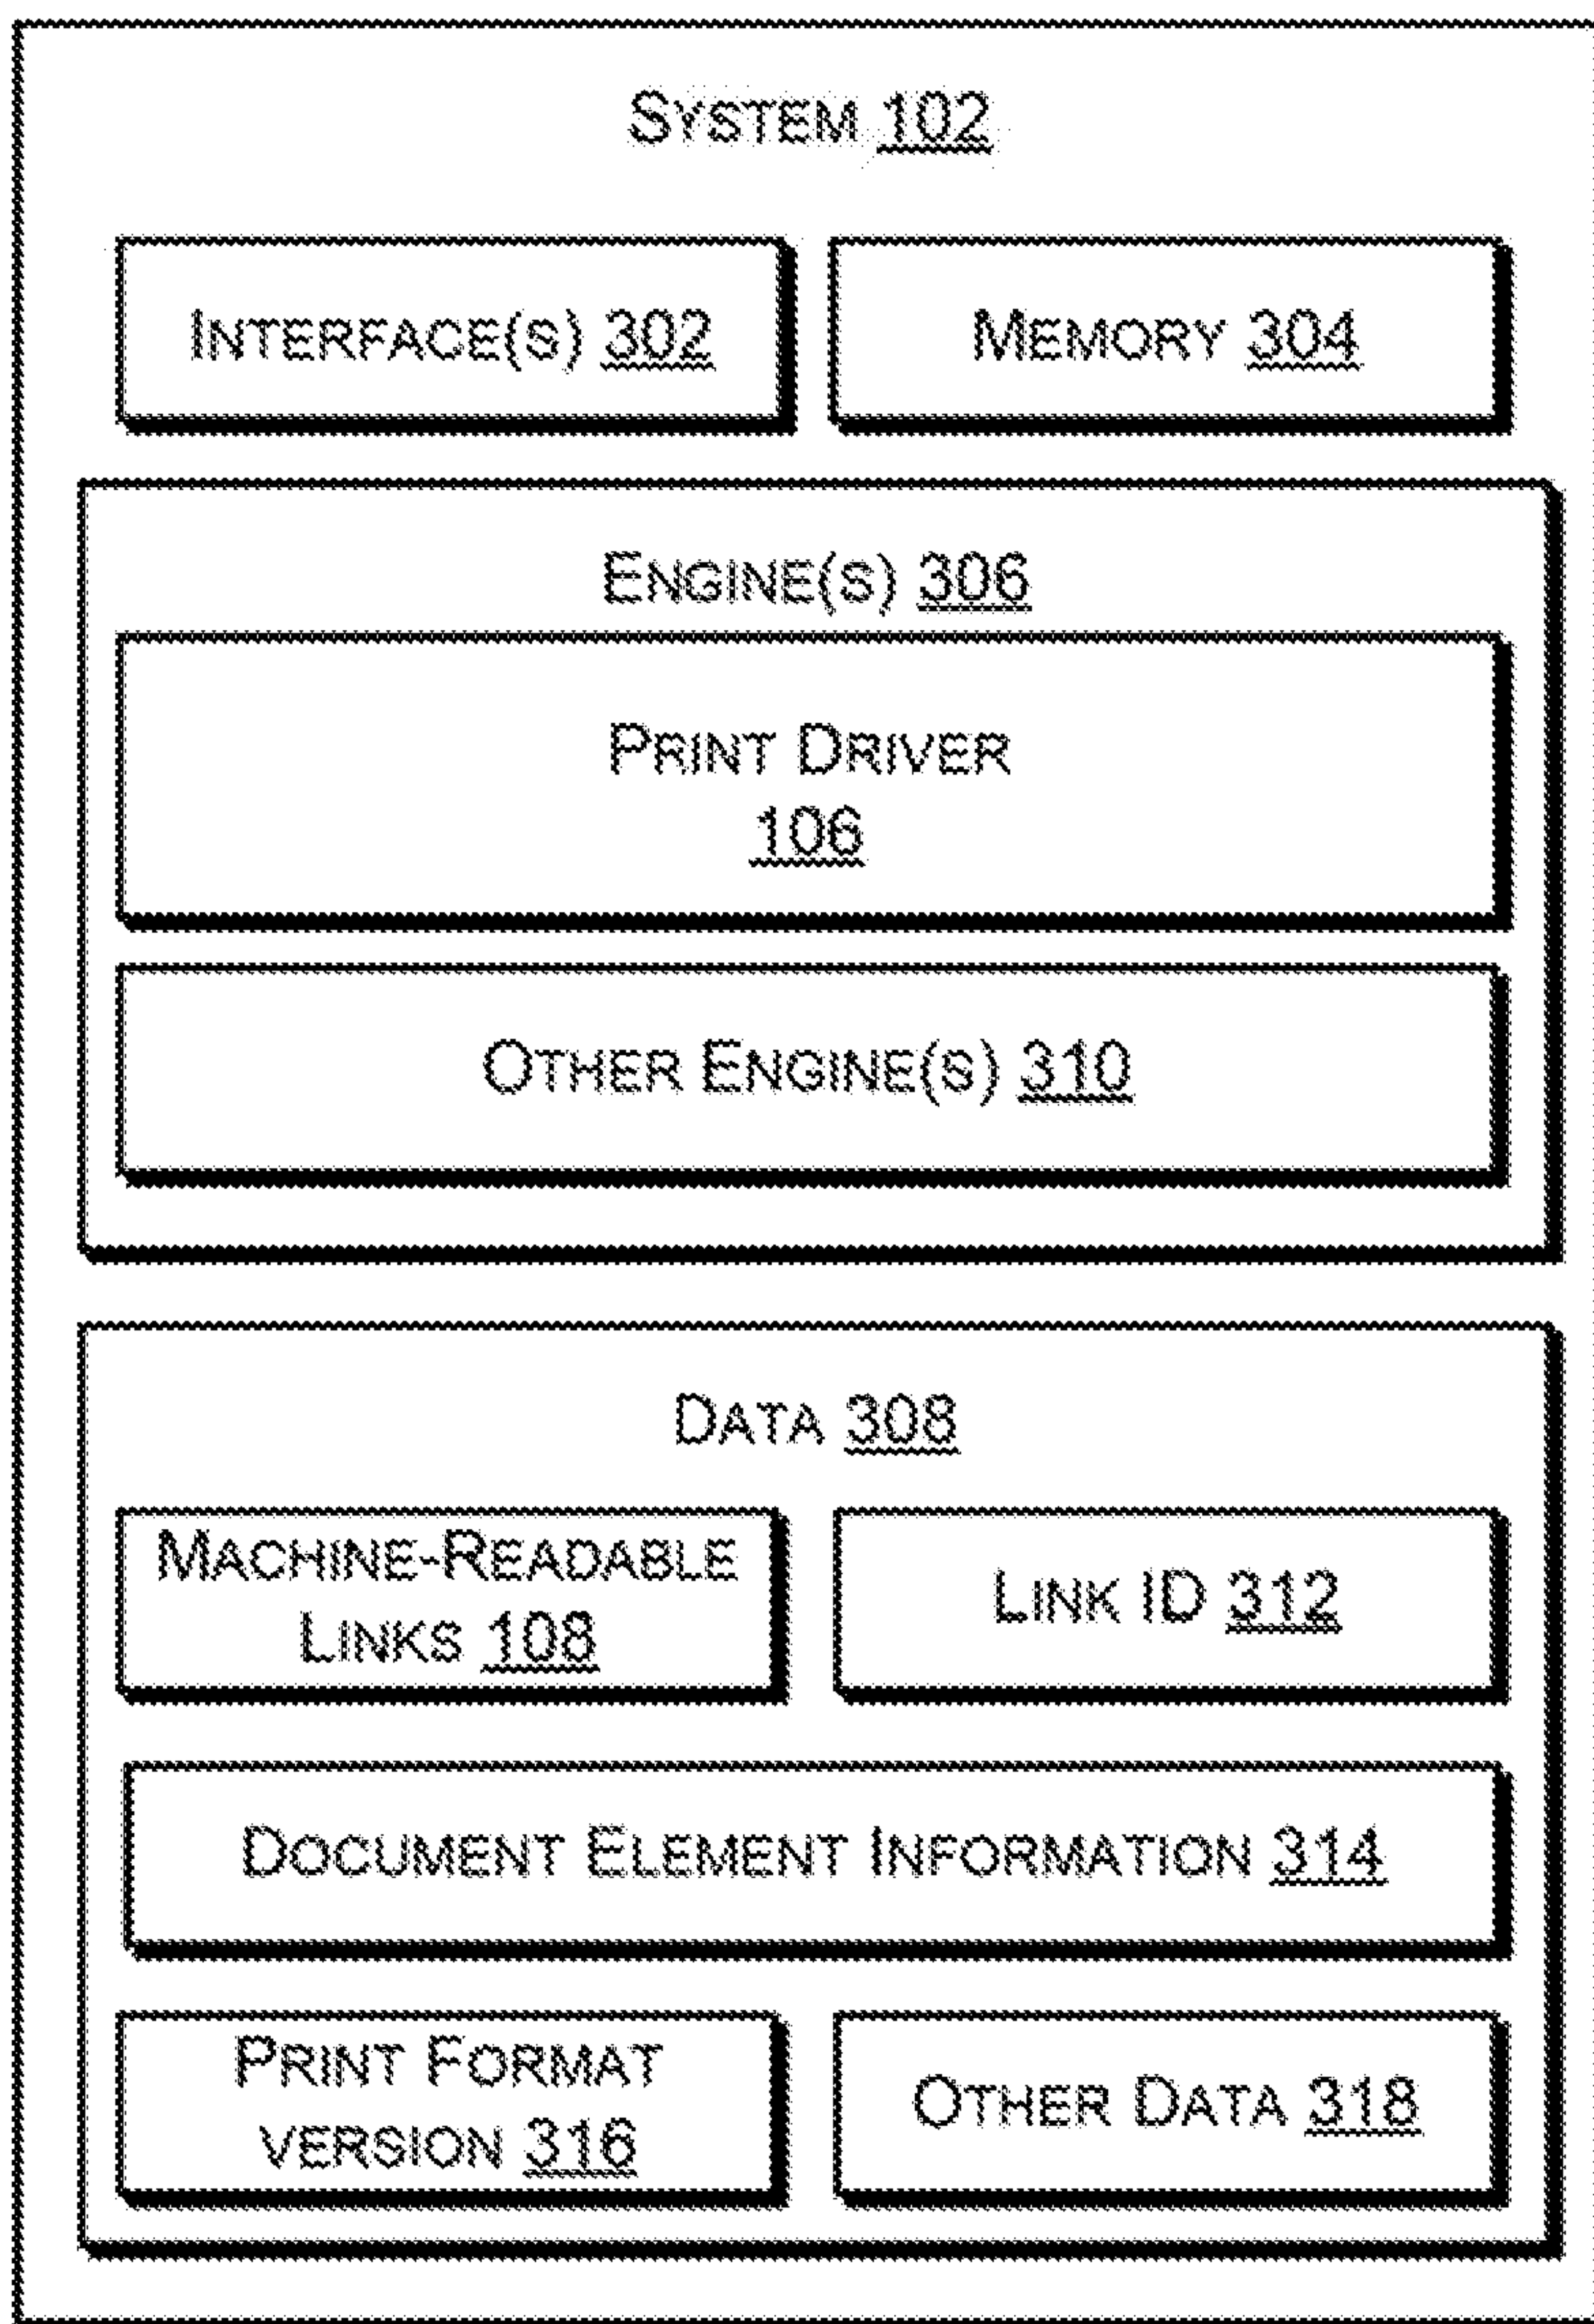 SYSTEM 102
INTERFACE(S) 302
MEMORY 304
ENGINE(S) 306
PRINT DRIVER
106
OTHER ENGINE(S) 310
DATA 308
MACHINE-READABLE
LINKS 108
LINK ID 312
DOCUMENT ELEMENT INFORMATION 314
PRINT FORMAT
VERSION 316
OTHER DATA 318